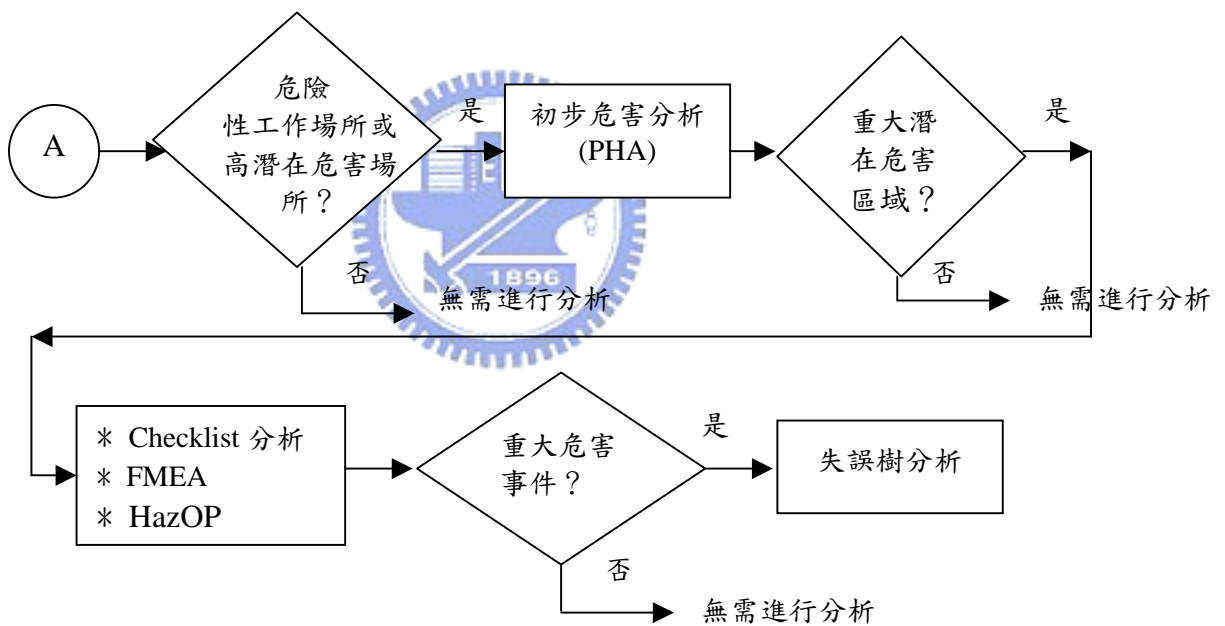 A
危險
性工作場所或
高潛在危害場
所？
是
初步危害分析
(PHA)
重大潛
在危害
區域？
是
否
無需進行分析
否
無需進行分析
1896
＊ Checklist 分析
＊ FMEA
＊ HazOP
重大危害
事件？
是
失誤樹分析
否
無需進行分析